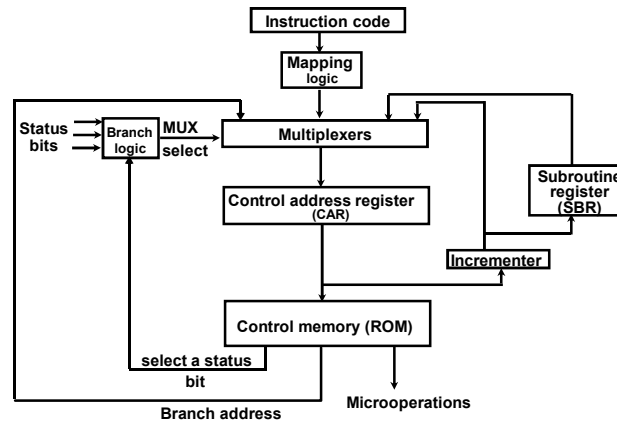 Instruction code
Mapping
logic
Status
bits
Branch
logic
MUX
select
Multiplexers
Subroutine
register
(SBR)
Control address register
(CAR)
Incrementer
Control memory (ROM)
select a status
bit
Branch address
Microoperations